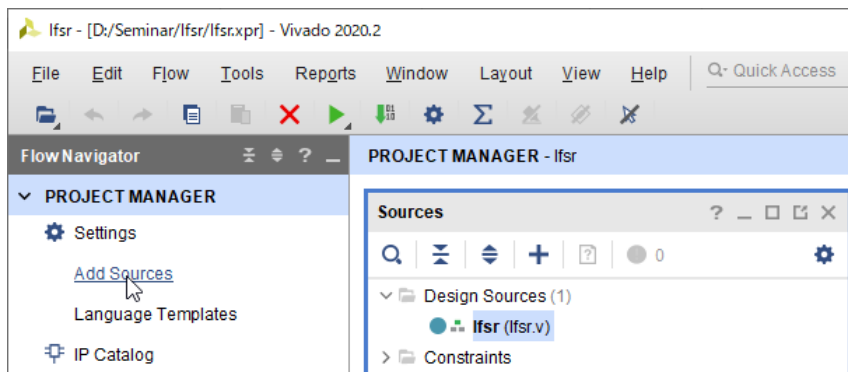 lfsr - [D:/Seminar/lfsr/lfsr.xpr] - Vivado 2020.2
File Edit Flow Tools Reports Window Layout View Help Q- Quick Access
Flow Navigator ? _
PROJECT MANAGER - lfsr
PROJECT MANAGER
Settings
Add Sources
Language Templates
IP Catalog
Sources ? _
? 0
Design Sources (1)
lfsr (lfsr.v)
Constraints